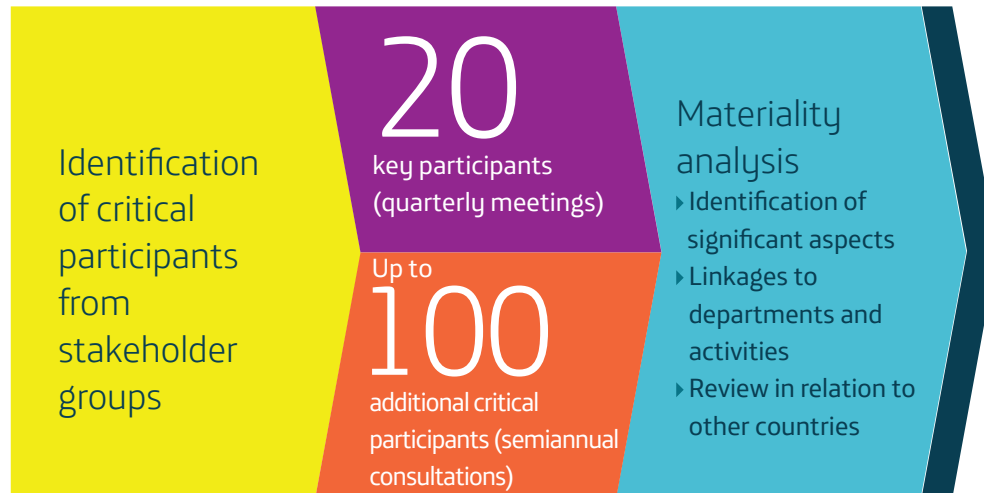 Identification
of critical
participants
from
stakeholder
groups
20
key participants
(quarterly meetings)
Up to
100
additional critical
participants (semiannual
consultations)
Materiality
analysis
Identification of
significant aspects
Linkages to
departments and
activities
Review in relation to
other countries